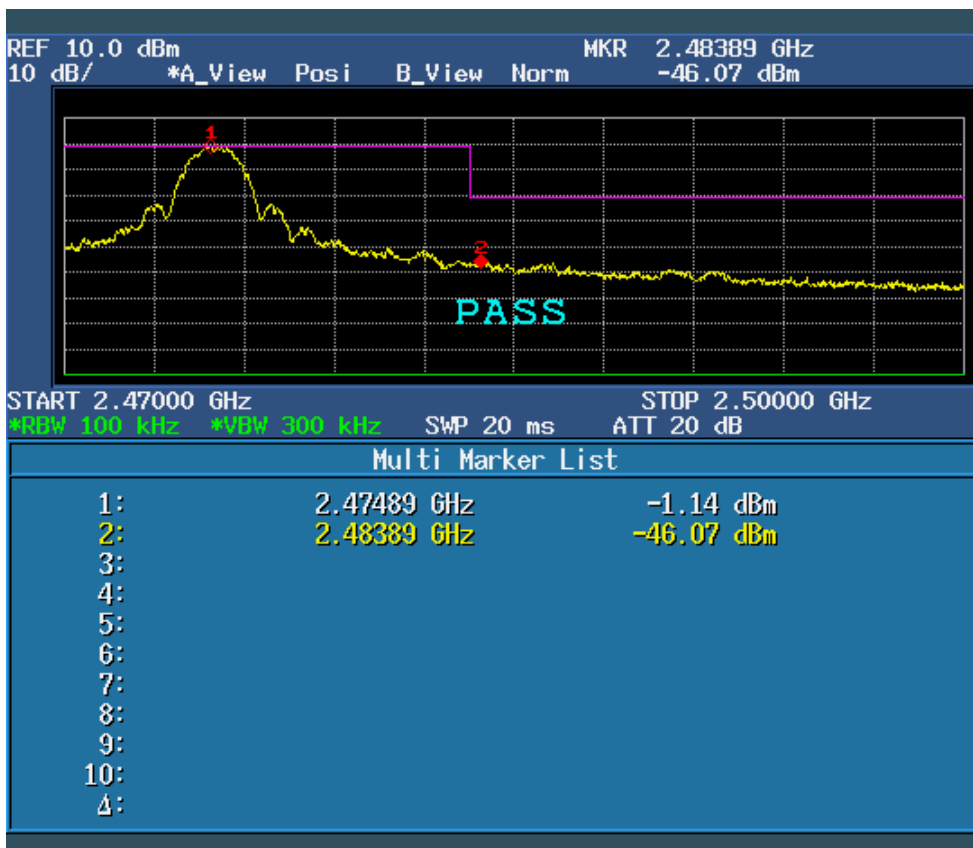 REF 10.0 dBm MKR 2.48389 GHz
10 dB/ *A_View Posi B_View Norm -46.07 dBm
1
2
PASS
START 2.47000 GHz STOP 2.50000 GHz
*RBW 100 kHz *VBW 300 kHz SWP 20 ms ATT 20 dB
Multi Marker List
1: 2.47489 GHz -1.14 dBm
2: 2.48389 GHz -46.07 dBm
3:
4:
5:
6:
7:
8:
9:
10:
Δ: